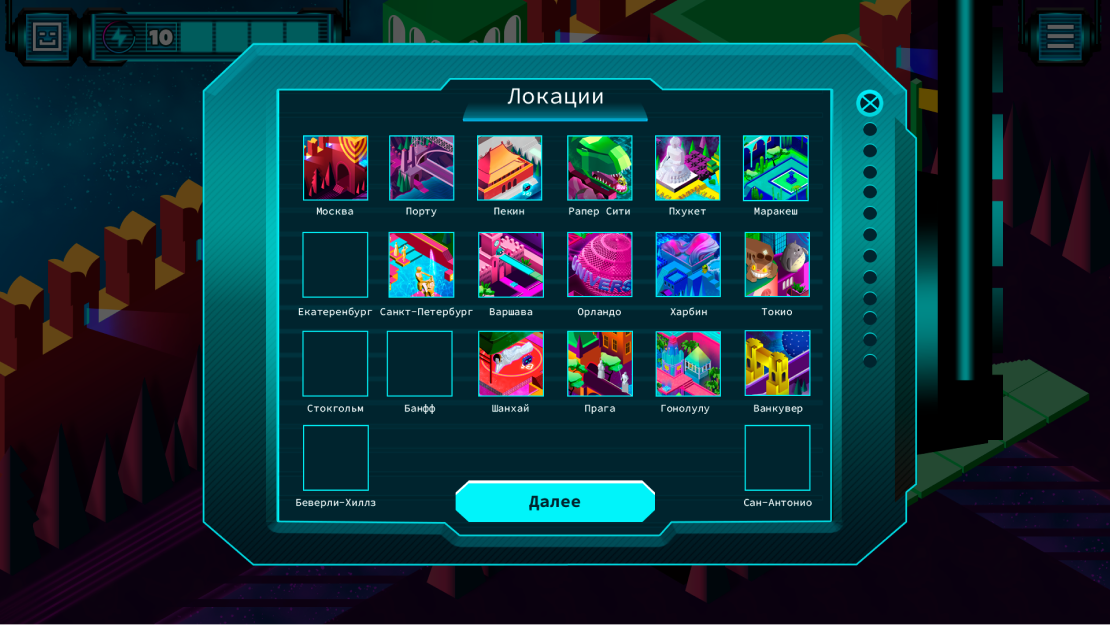 10
Локации
Москва Порту Пекин Рапер Сити Пхукет Маракеш
Екатеренбург Санкт-Петербург Варшава Орландо Харбин Токио
Стокгольм Банфф Шанхай Прага Гонолулу Ванкувер
Беверли-Хиллз Сан-Антонио
Далее